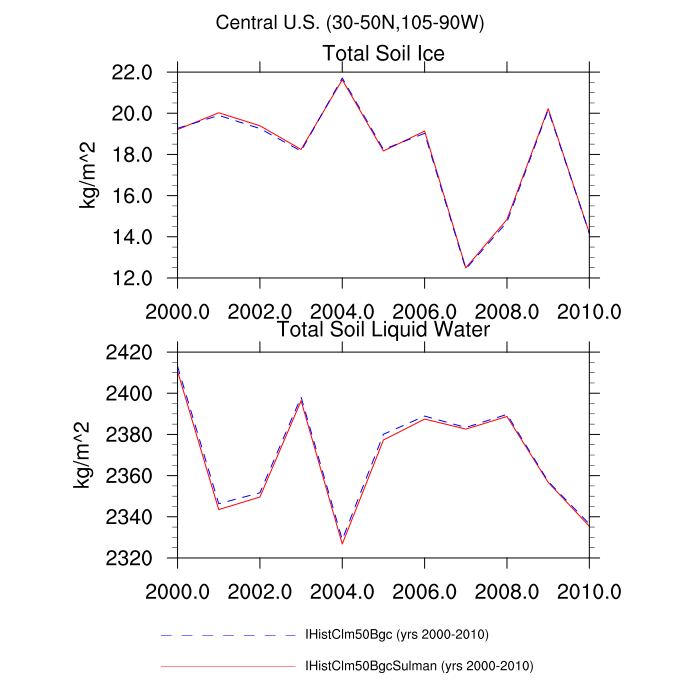 Central U.S. (30-50N,105-90W)
Total Soil Ice
kg/m^2
22.0
20.0
18.0
16.0
14.0
12.0
2000.0 2002.0 2004.0 2006.0 2008.0 2010.0
Total Soil Liquid Water
kg/m^2
2420
2400
2380
2360
2340
2320
2000.0 2002.0 2004.0 2006.0 2008.0 2010.0
IHistClm50Bgc (yrs 2000-2010)
IHistClm50BgcSulman (yrs 2000-2010)